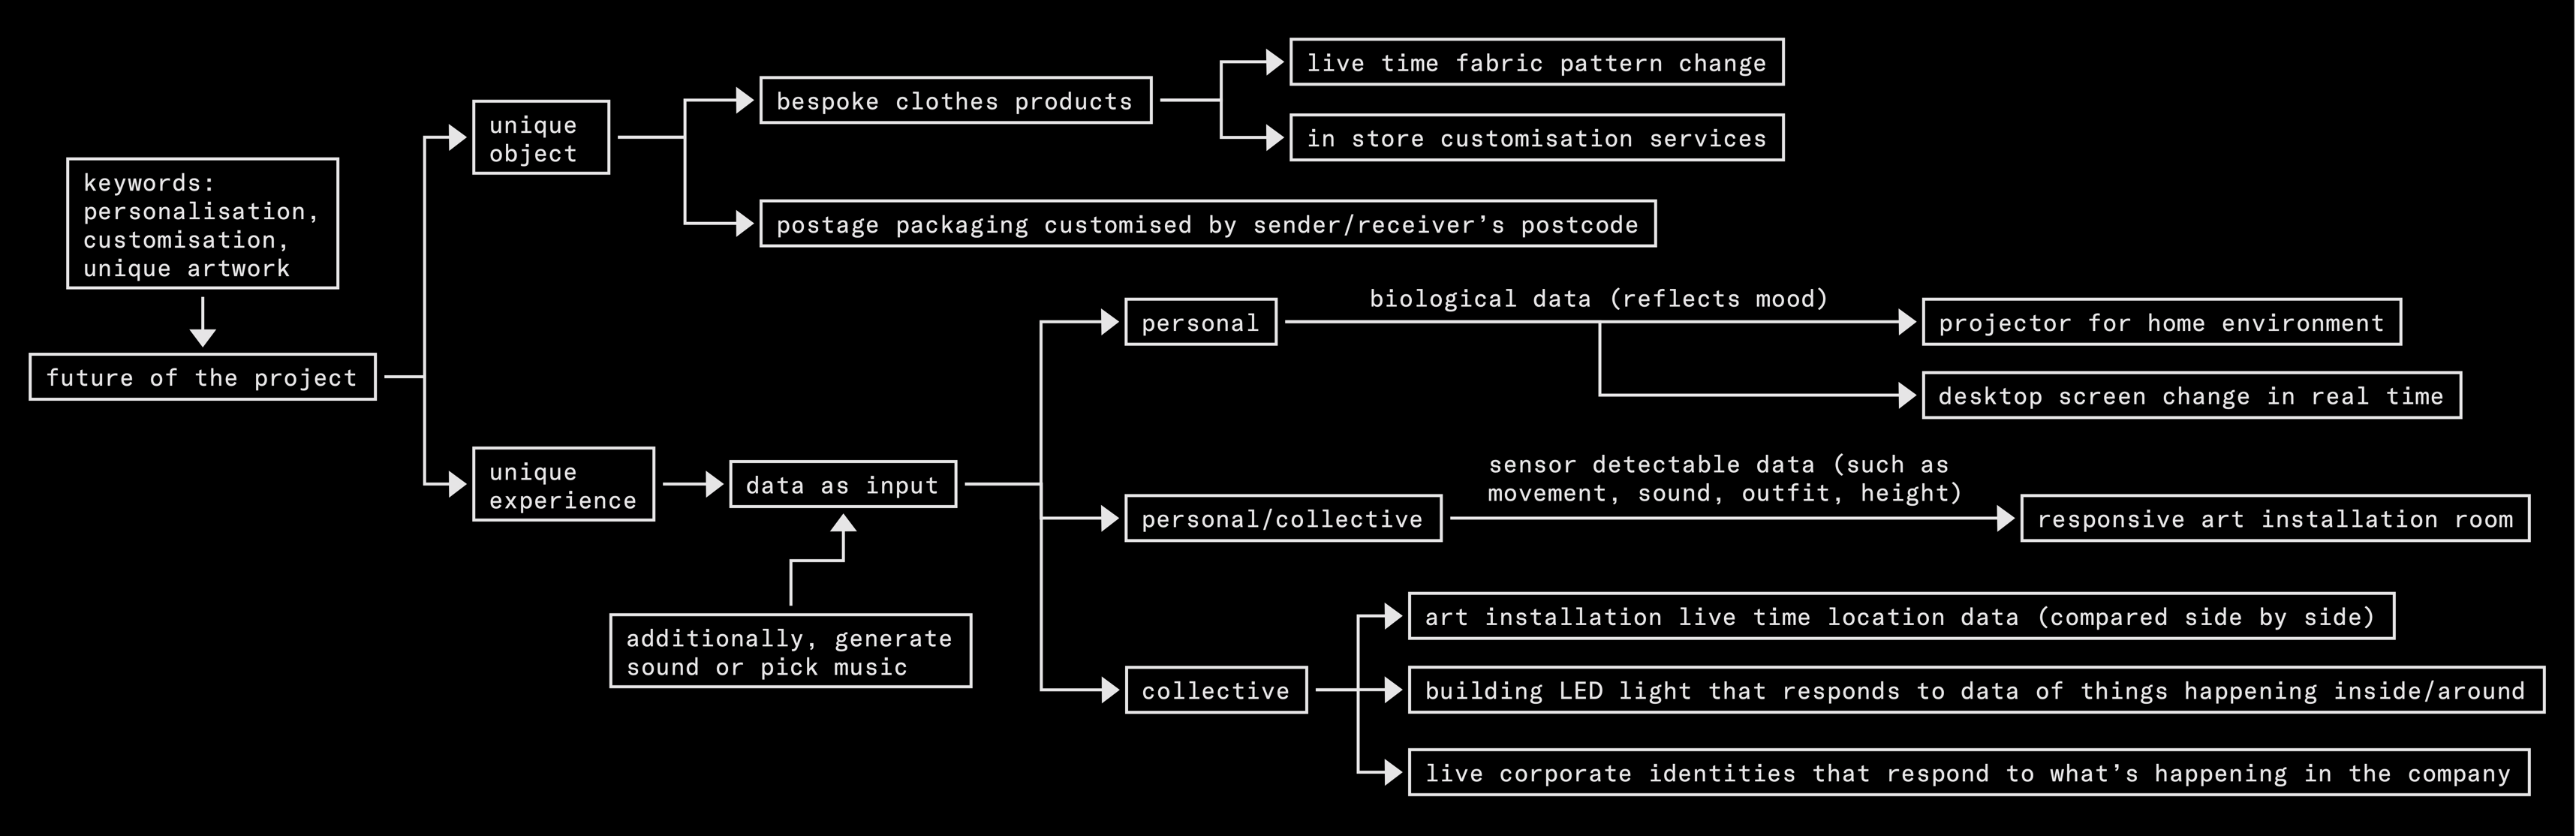 keywords:
personalisation,
customisation,
unique artwork
future of the project
unique
object
bespoke clothes products
live time fabric pattern change
in store customisation services
postage packaging customised by sender/receiver’s postcode
unique
experience
data as input
additionally, generate
sound or pick music
personal
biological data (reflects mood)
projector for home environment
desktop screen change in real time
personal/collective
sensor detectable data (such as
movement, sound, outfit, height)
responsive art installation room
collective
art installation live time location data (compared side by side)
building LED light that responds to data of things happening inside/around
live corporate identities that respond to what’s happening in the company